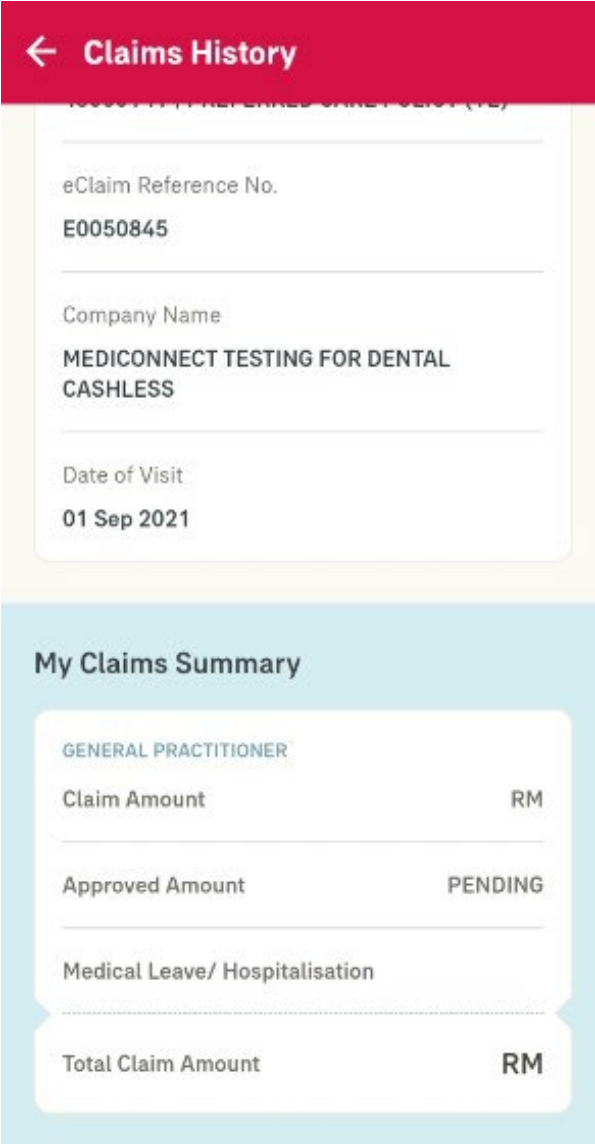 Claims History
eClaim Reference No.
E0050845
Company Name
MEDICONNECT TESTING FOR DENTAL
CASHLESS
Date of Visit
01 Sep 2021
My Claims Summary
GENERAL PRACTITIONER
Claim Amount RM
Approved Amount PENDING
Medical Leave/ Hospitalisation
Total Claim Amount RM